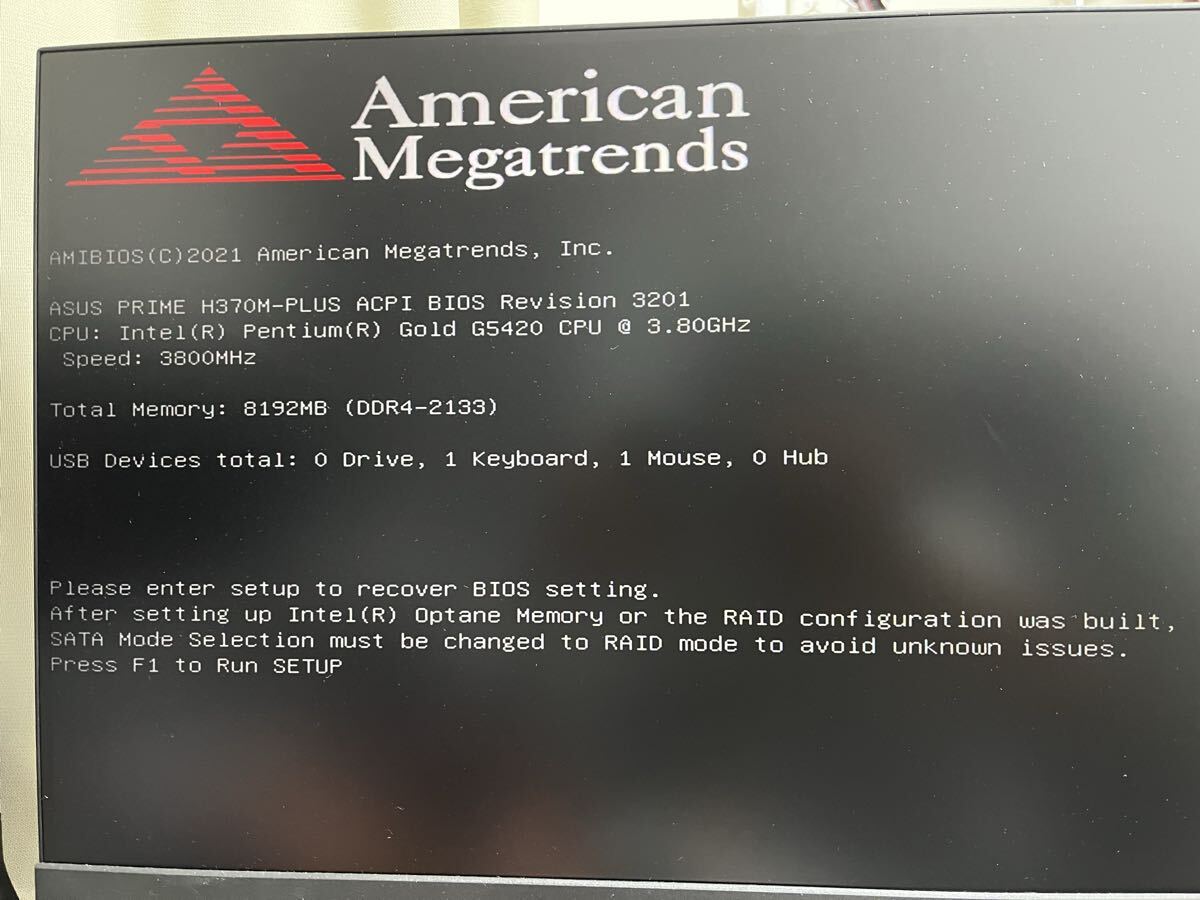 American
Megatrends
AMIBIOS(C)2021 American Megatrends, Inc.
ASUS PRIME H370M-PLUS ACPI BIOS Revision 3201
CPU: Intel(R) Pentium(R) Gold G5420 CPU @ 3.80GHz
Speed: 3800MHz
Total Memory: 8192MB (DDR4-2133)
USB Devices total: 0 Drive, 1 Keyboard, 1 Mouse, 0 Hub
Please enter setup to recover BIOS setting.
After setting up Intel(R) Optane Memory or the RAID configuration was built,
SATA Mode Selection must be changed to RAID mode to avoid unknown issues.
Press F1 to Run SETUP